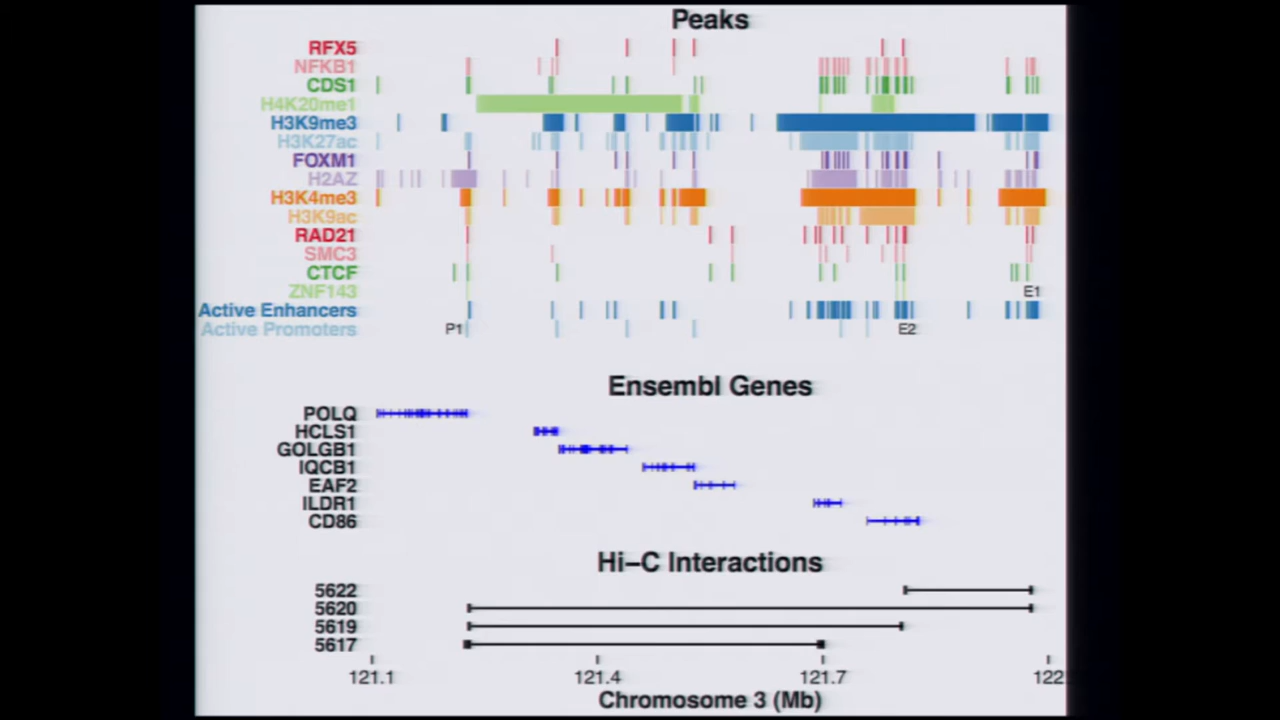 Peaks
RFX5
NFKB1
CDS1
H4K20me1
H3K9me3
H3K27ac
FOXM1
H2AZ
H3K4me3
H3K9ac
RAD21
SMC3
CTCF
ZNF143 E1
Active Enhancers
Active Promoters P1 E2
Ensembl Genes
POLQ
HCLS1
GOLGB1
IQCB1
EAF2
ILDR1
CD86
Hi–C Interactions
5622
5620
5619
5617
121.1 121.4 121.7 122
Chromosome 3 (Mb)